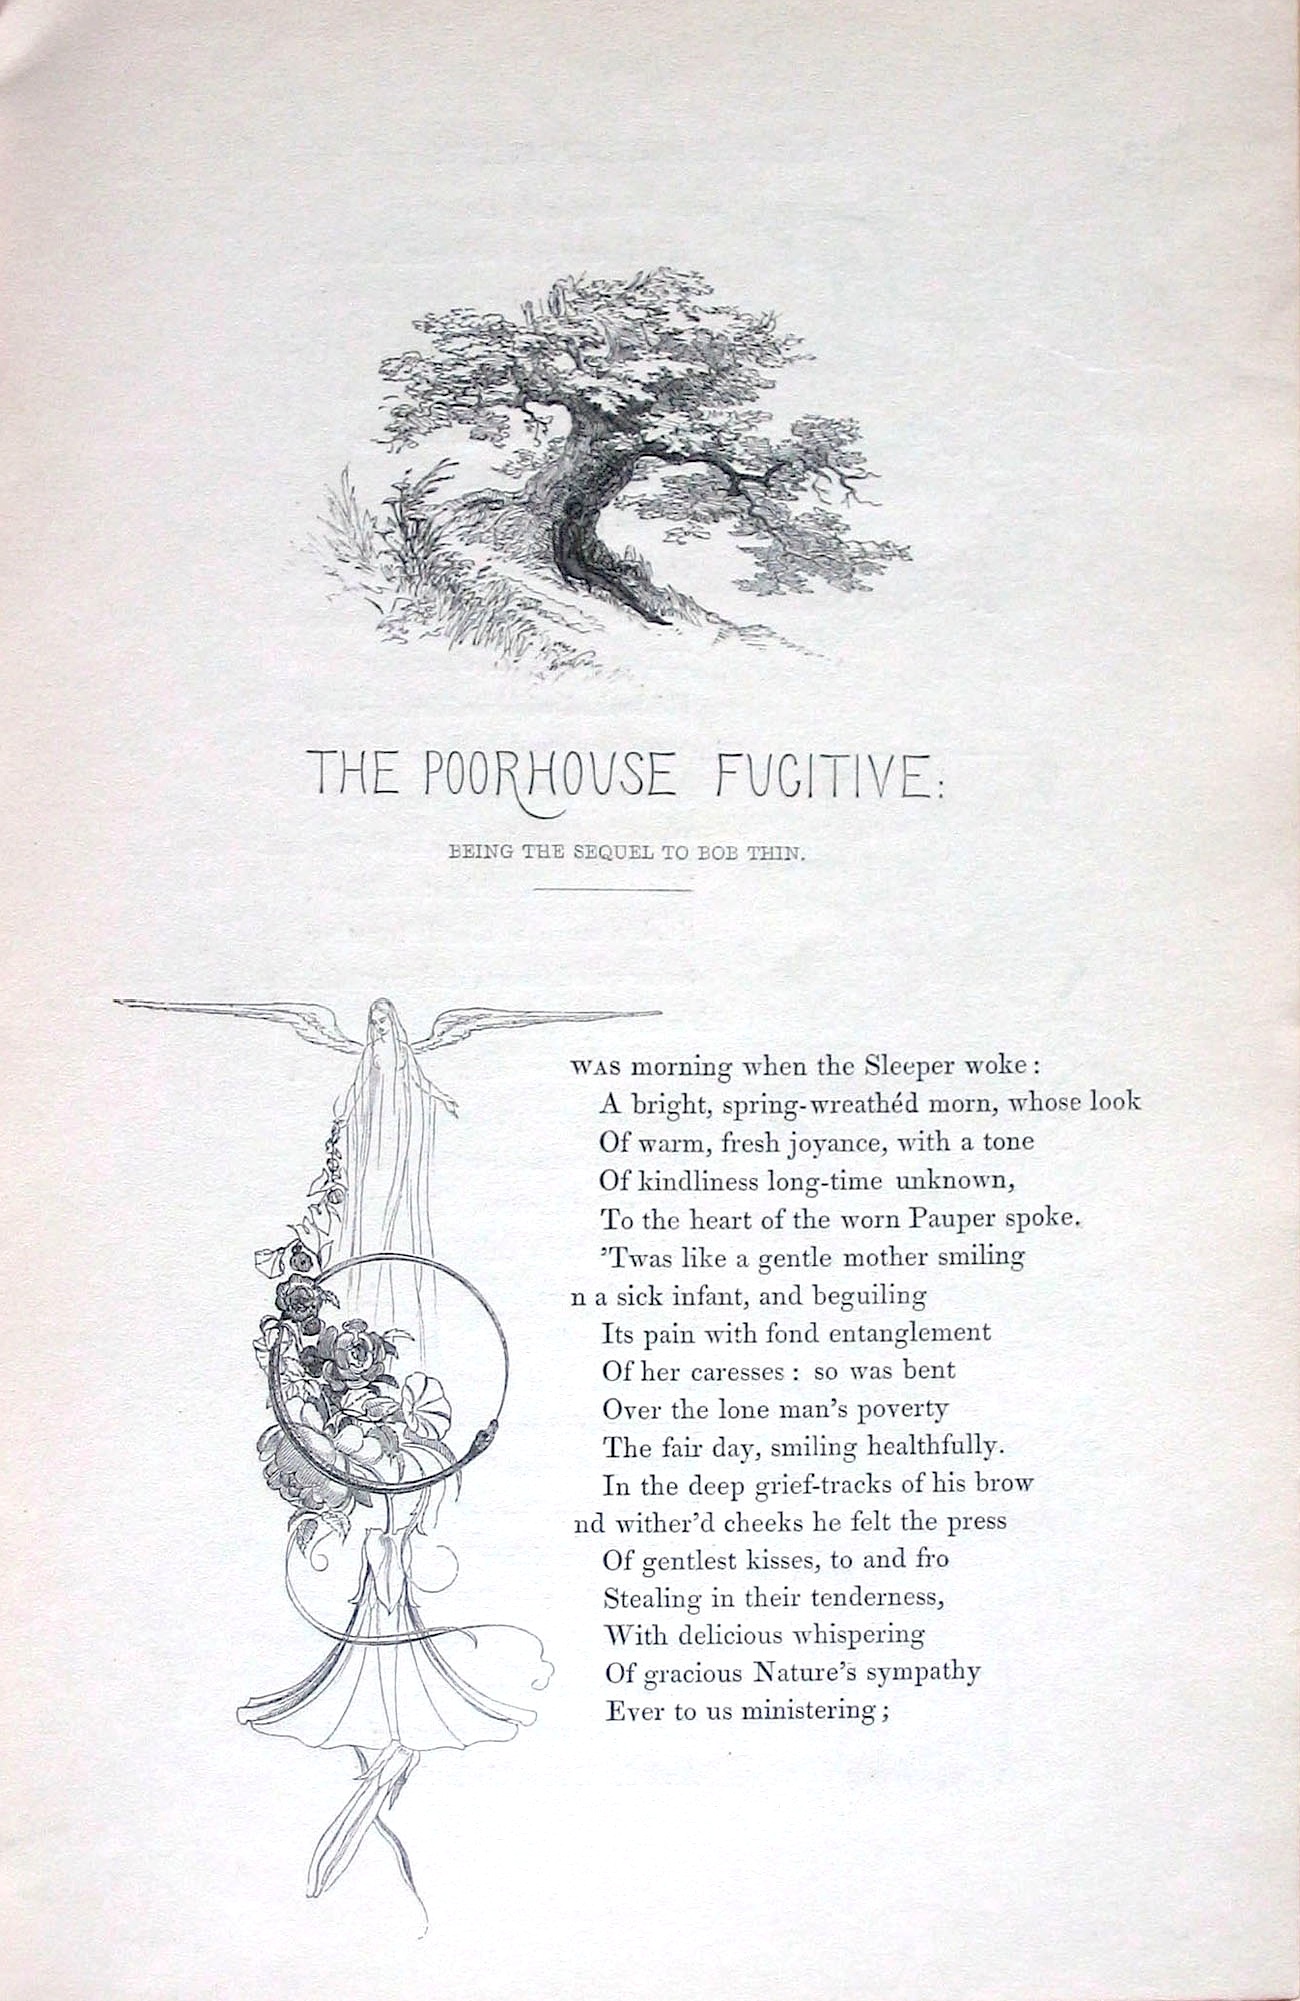 THE POORHOUSE FUGITIVE:
BEING THE SEQUEL TO BOB THIN.
WAS morning when the Sleeper woke:
A bright, spring-wreathéd morn, whose look
Of warm, fresh joyance, with a tone
Of kindliness long-time unknown,
To the heart of the worn Pauper spoke.
'Twas like a gentle mother smiling
n a sick infant, and beguiling
Its pain with fond entanglement
Of her caresses: so was bent
Over the lone man's poverty
The fair day, smiling healthfully.
In the deep grief-tracks of his brow
nd wither'd cheeks he felt the press
Of gentlest kisses, to and fro
Stealing in their tenderness,
With delicious whispering
Of gracious Nature's sympathy
Ever to us ministering;